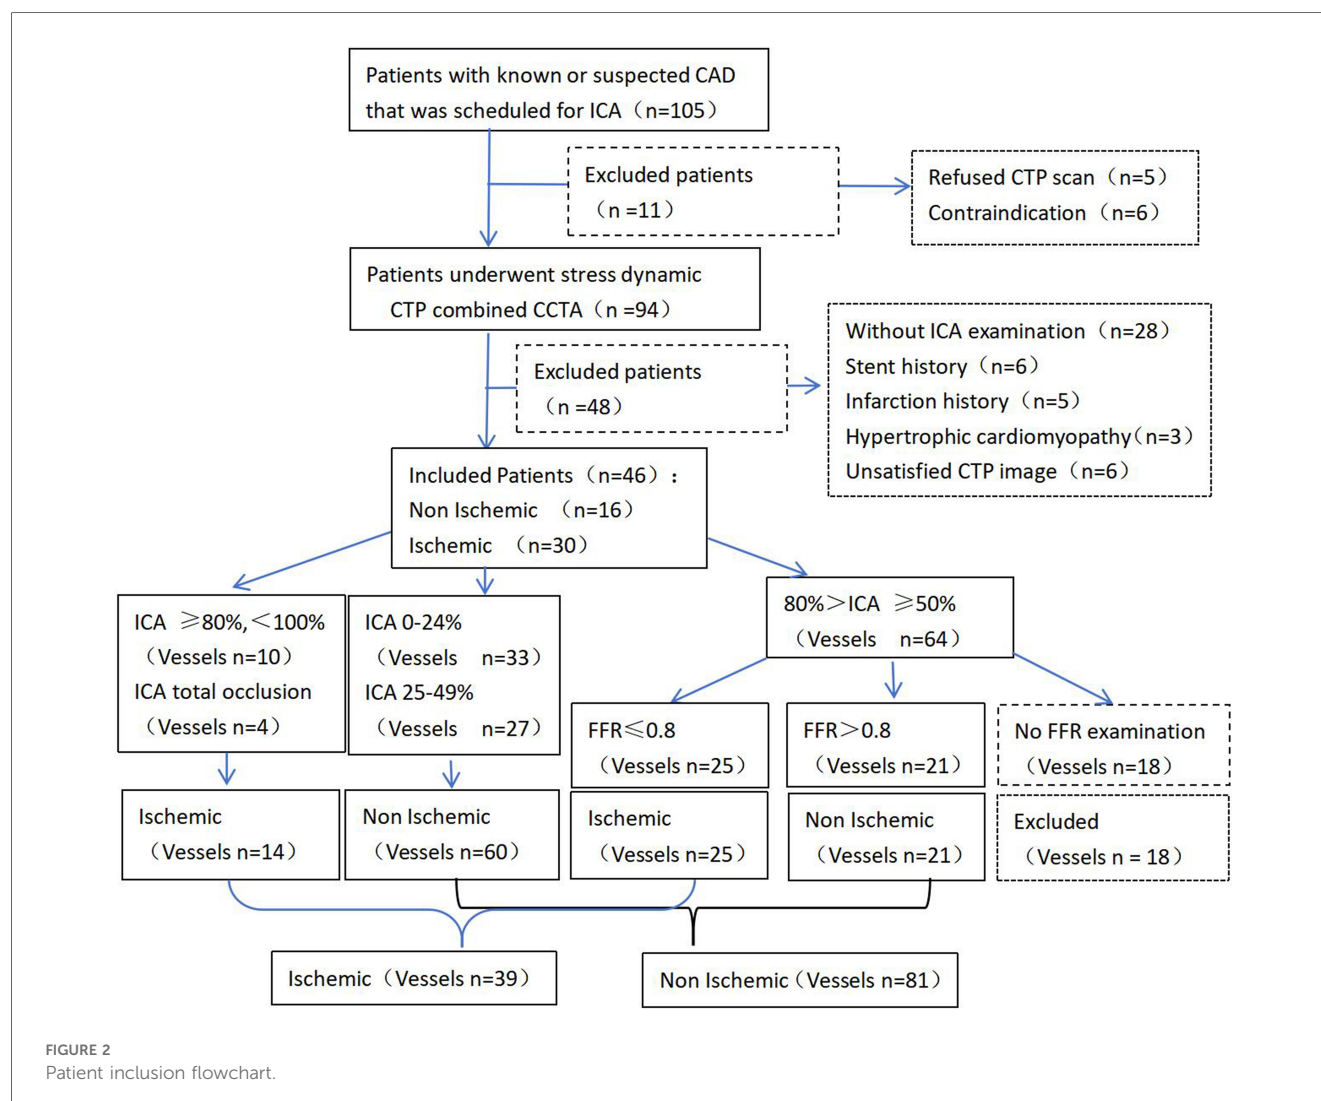 Patients with known or suspected CAD
that was scheduled for ICA（n=105）
Excluded patients
（n =11）
Refused CTP scan（n=5）
Contraindication（n=6）
Patients underwent stress dynamic
CTP combined CCTA（n =94）
Excluded patients
（n =48）
Without ICA examination（n=28）
Stent history（n=6）
Infarction history（n=5）
Hypertrophic cardiomyopathy（n=3）
Unsatisfied CTP image（n=6）
Included Patients（n=46）：
Non Ischemic （n=16）
Ischemic （n=30）
ICA ≥80%,＜100%
（Vessels n=10）
ICA total occlusion
（Vessels n=4）
ICA 0-24%
（Vessels n=33）
ICA 25-49%
（Vessels n=27）
80%＞ICA ≥50%
（Vessels n=64）
FFR≤0.8
（Vessels n=25）
FFR＞0.8
（Vessels n=21）
No FFR examination
（Vessels n=18）
Ischemic
（Vessels n=14）
Non Ischemic
（Vessels n=60）
Ischemic
（Vessels n=25）
Non Ischemic
（Vessels n=21）
Excluded
（Vessels n = 18）
Ischemic（Vessels n=39）
Non Ischemic（Vessels n=81）
FIGURE 2
Patient inclusion flowchart.